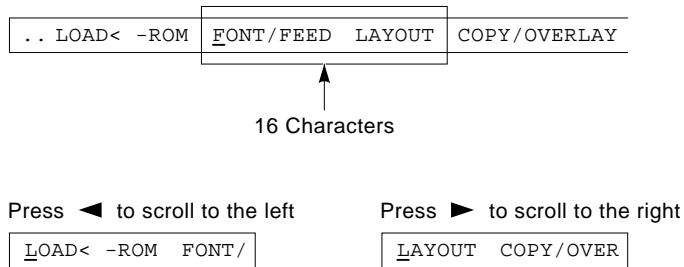 .. LOAD< -ROM FONT/FEED LAYOUT COPY/OVERLAY
16 Characters
Press ◄ to scroll to the left
Press ► to scroll to the right
LOAD< -ROM FONT/
LAYOUT COPY/OVER